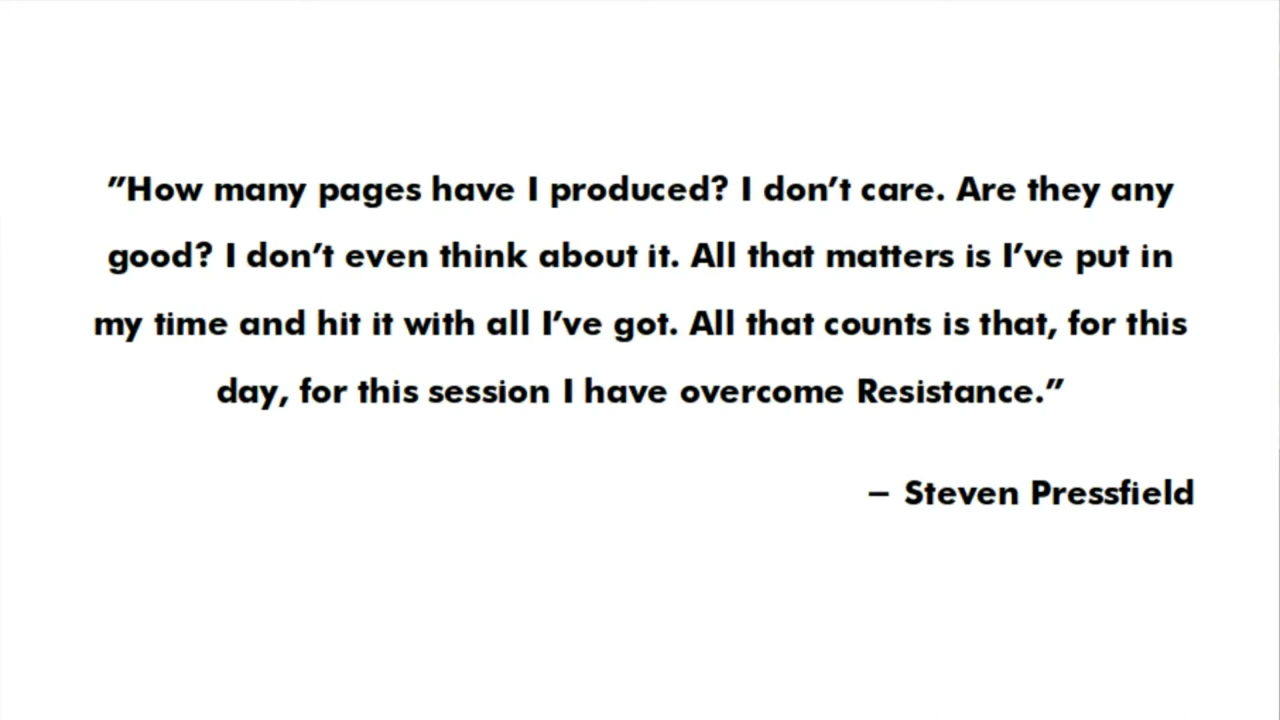 "How many pages have I produced? I don't care. Are they any
good? I don't even think about it. All that matters is I've put in
my time and hit it with all I've got. All that counts is that, for this
day, for this session I have overcome Resistance."
– Steven Pressfield